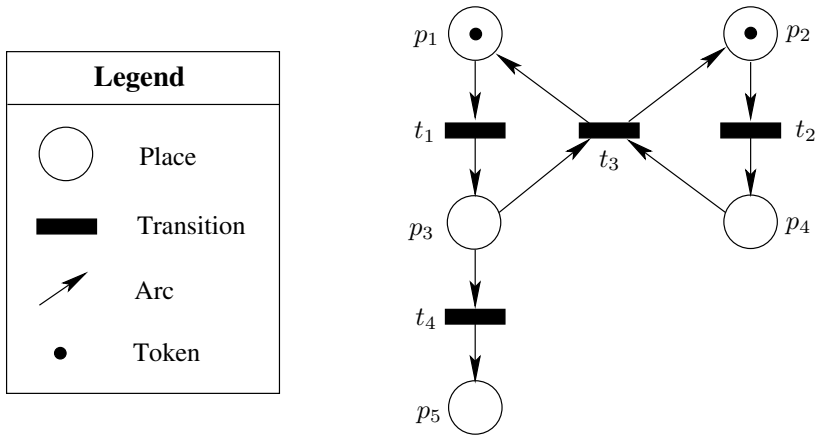 Legend
Place
Transition
Arc
Token
p1
p2
t1
t3
t2
p3
p4
t4
p5